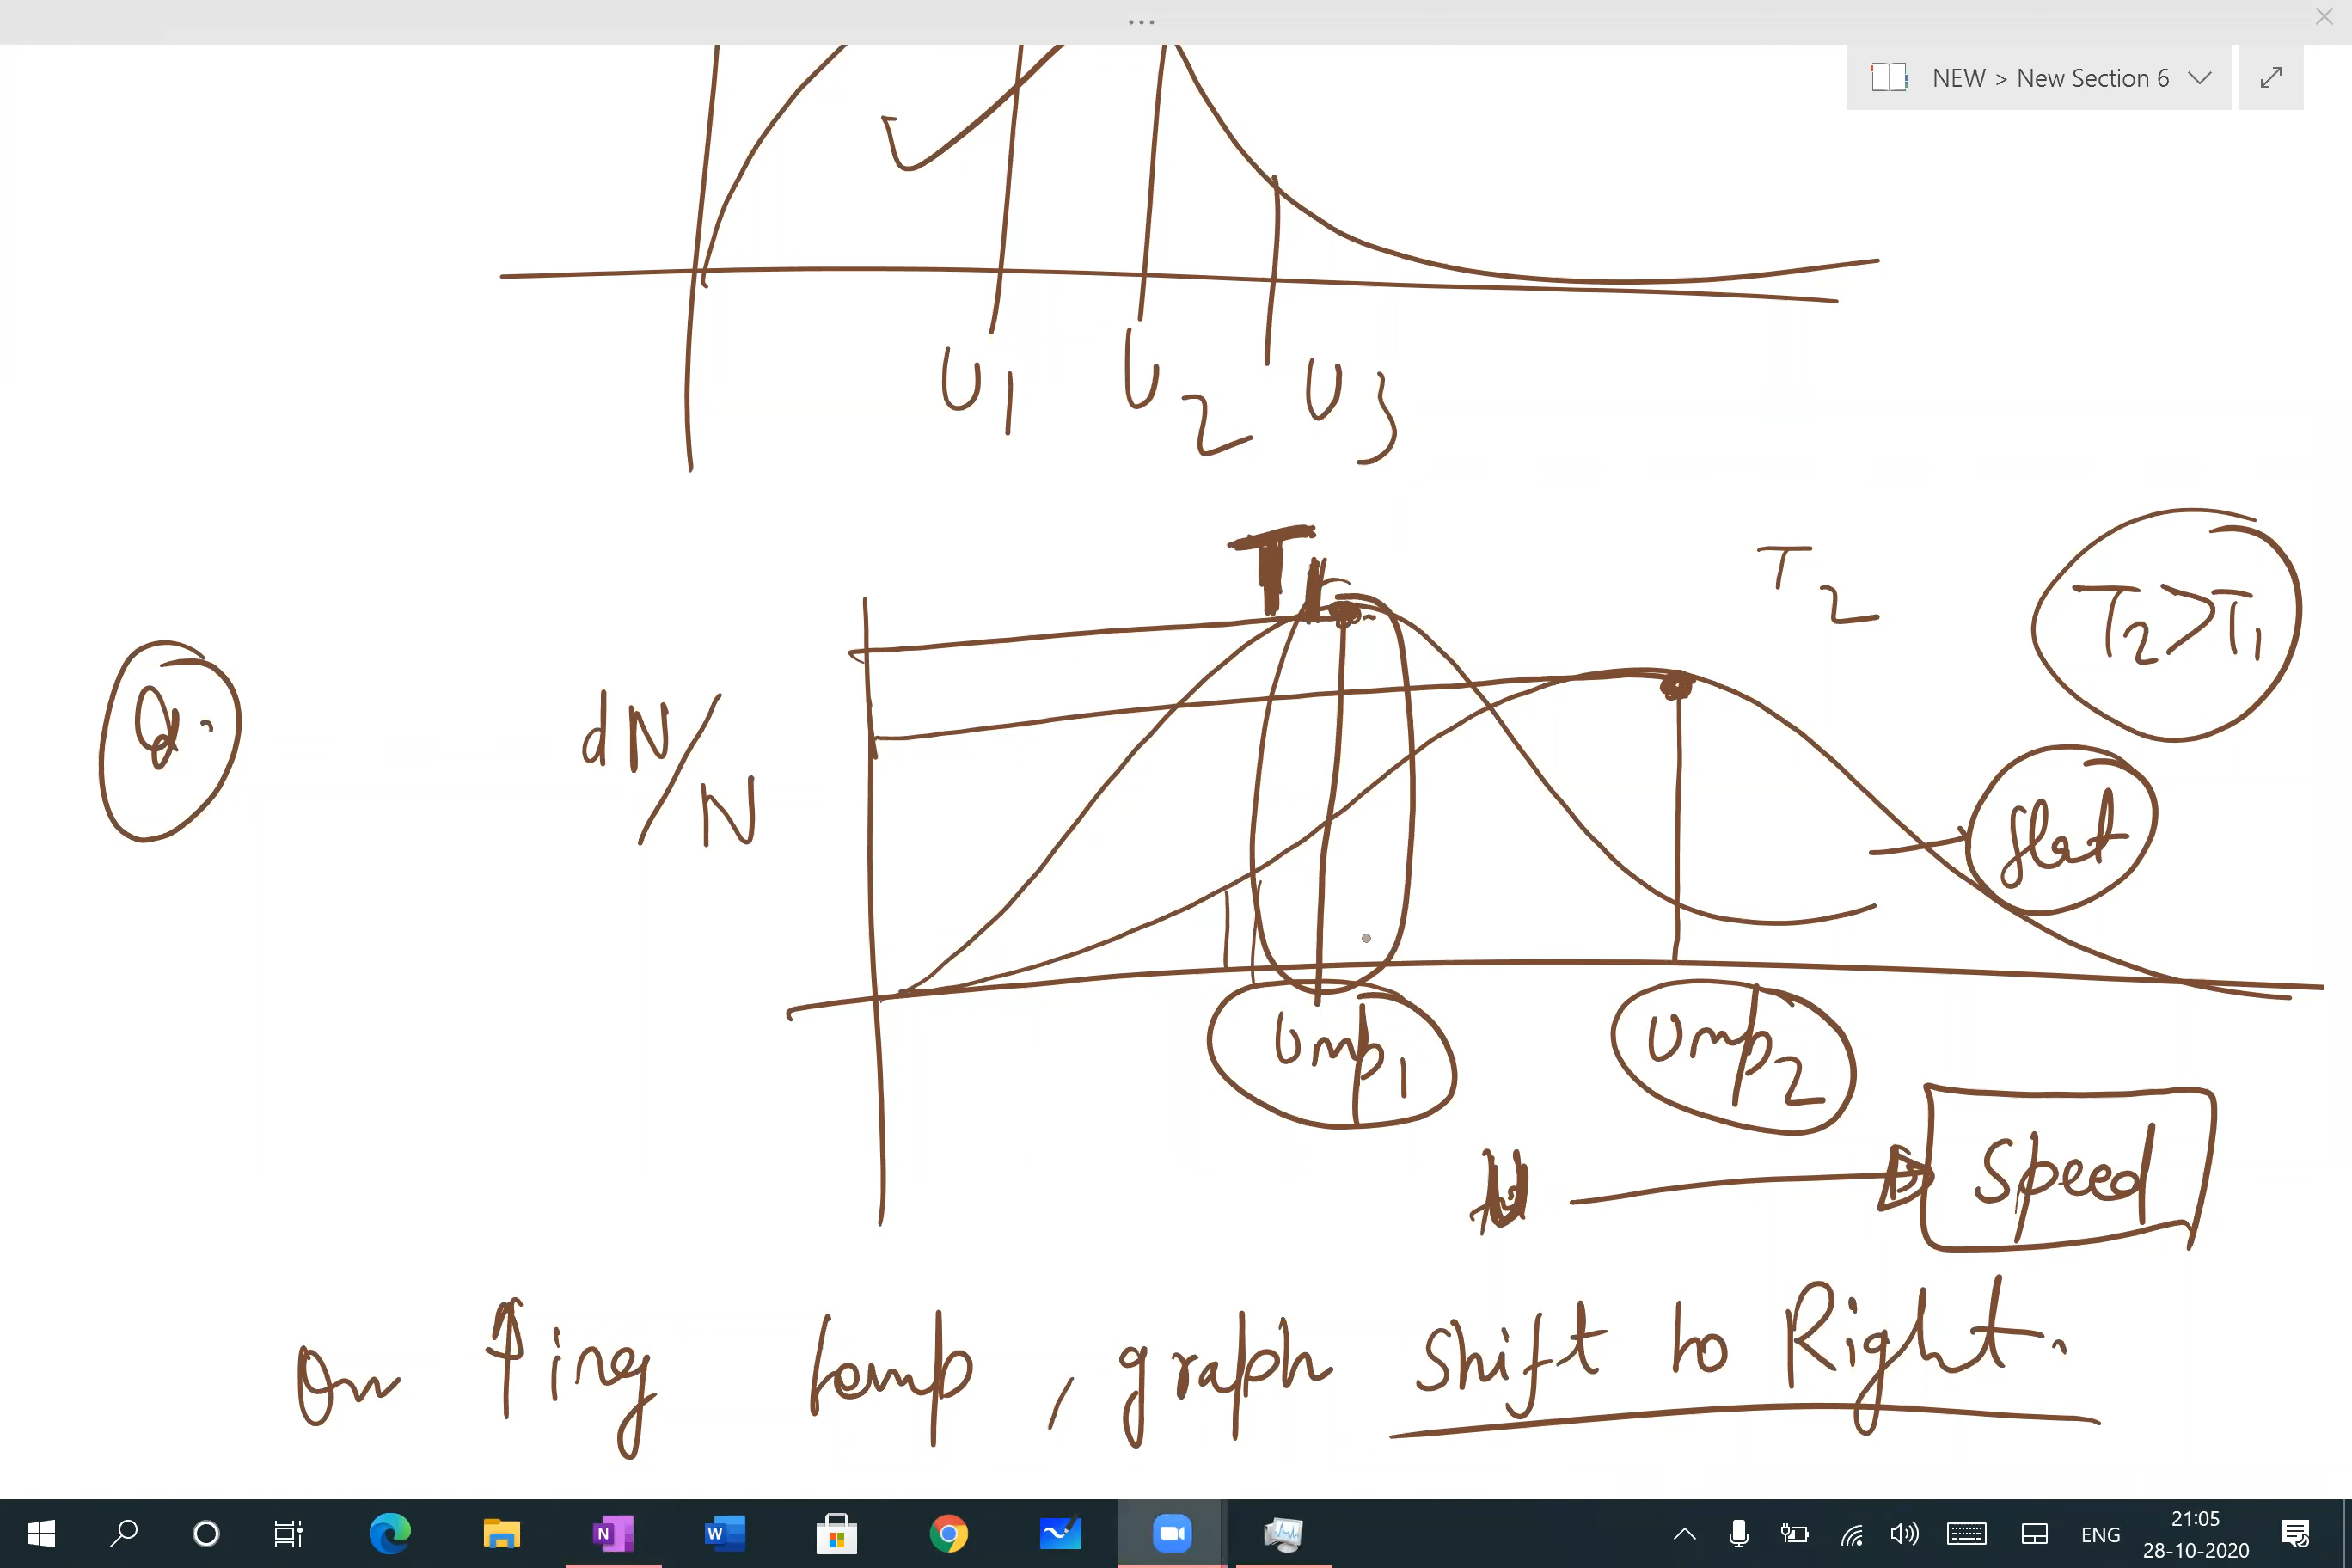 ...
NEW > New Section 6
U1 U2 U3
T1
T2
T2 > T1
Q.
dN/N
flat
Ump1
Ump2
Speed
On ↑ing temp, graph shift to Right.
ENG
21:05
28-10-2020